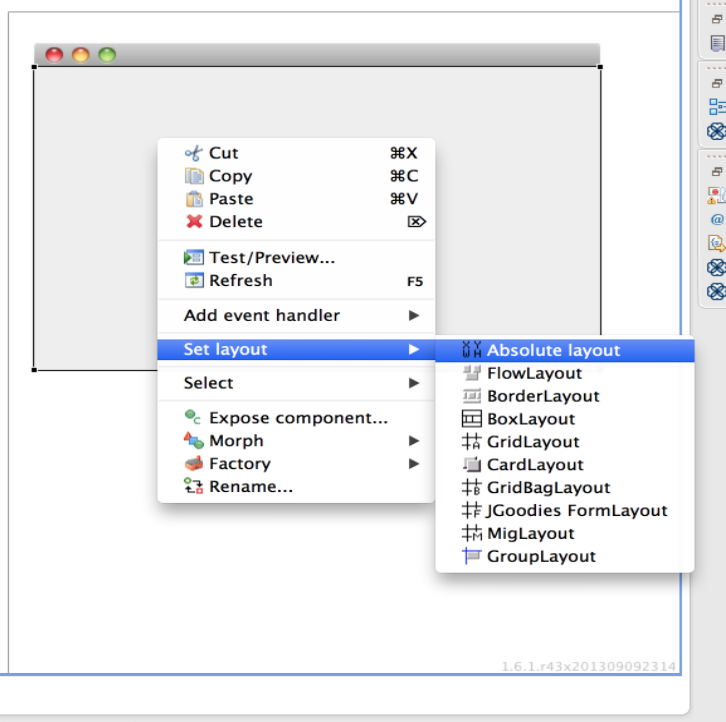 Cut ⌘X
Copy ⌘C
Paste ⌘V
Delete ⌦
Test/Preview...
Refresh F5
Add event handler
Set layout
Select
Expose component...
Morph
Factory
Rename...
Absolute layout
FlowLayout
BorderLayout
BoxLayout
GridLayout
CardLayout
GridBagLayout
JGoodies FormLayout
MigLayout
GroupLayout
1.6.1.r43x201309092314